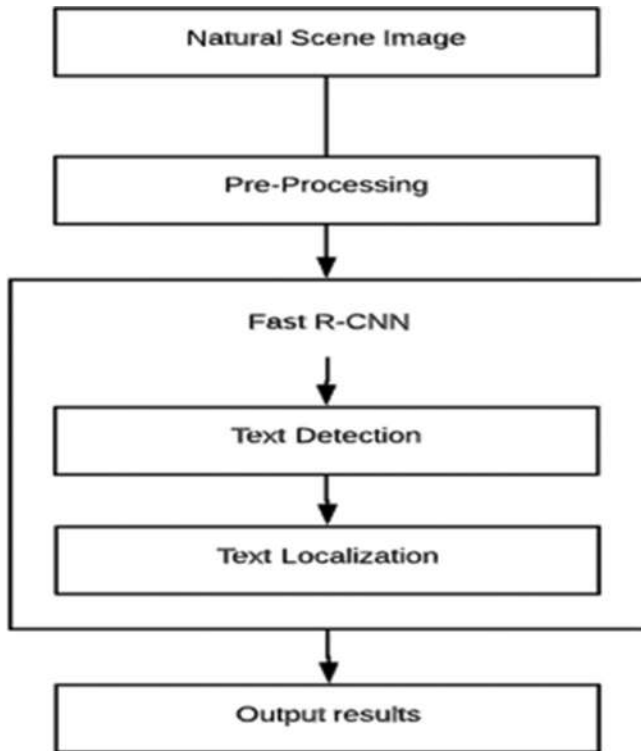 Natural Scene Image
Pre-Processing
Fast R-CNN
Text Detection
Text Localization
Output results